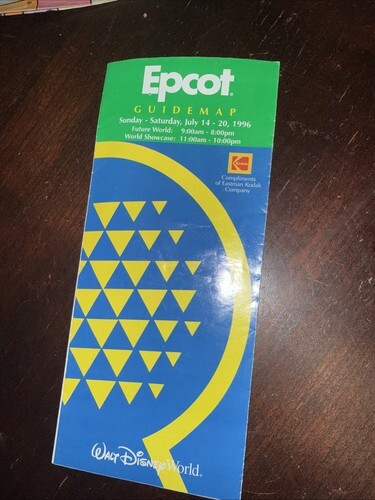 Epcot®
GUIDEMAP
Sunday - Saturday, July 14 - 20, 1996
Future World: 9:00am - 8:00pm
World Showcase: 11:00am - 10:00pm
Kodak
Compliments
of Eastman Kodak
Company
Walt Disney World®